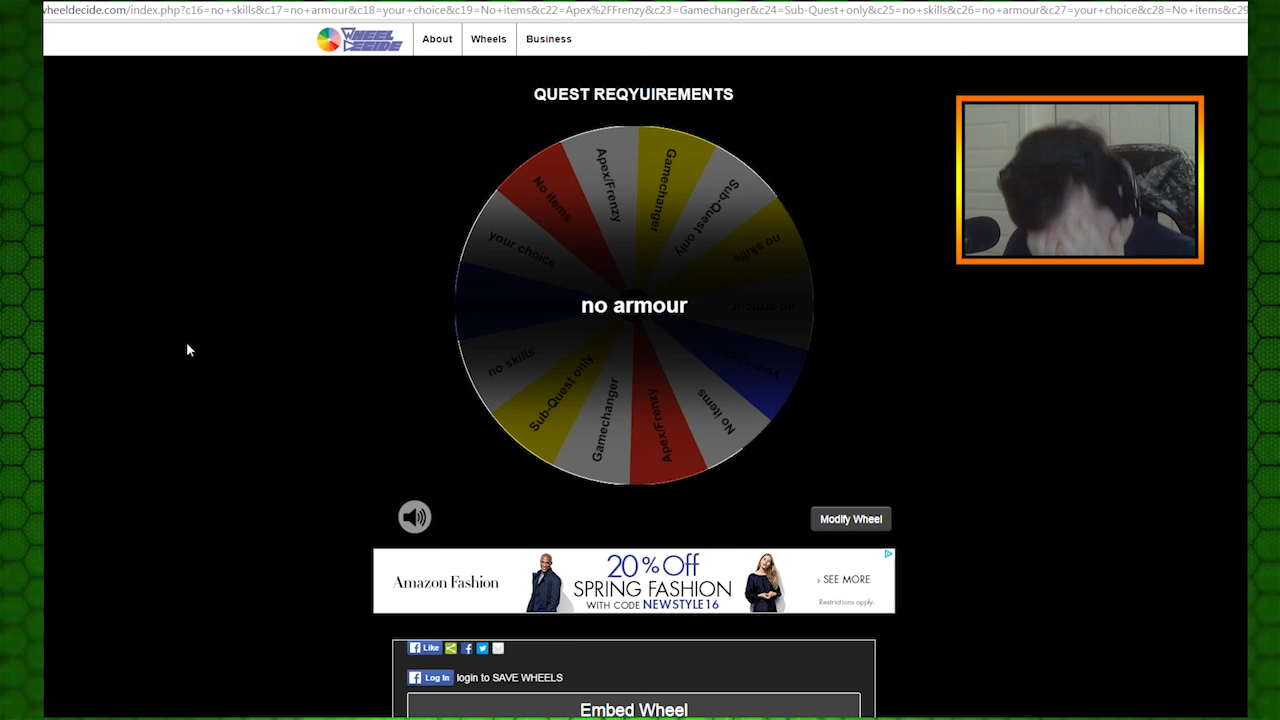 wheeldecide.com/index.php?c16=no+skills&c17=no+armour&c18=your+choice&c19=No+items&c22=Apex%2FFrenzy&c23=Gamechanger&c24=Sub-Quest+only&c25=no+skills&c26=no+armour&c27=your+choice&c28=No+items&c29
WHEEL DECIDE
About
Wheels
Business
QUEST REQYUIREMENTS
Apex/Frenzy
Gamechanger
Sub-Quest only
no skills
no armour
your choice
No items
Apex/Frenzy
Gamechanger
Sub-Quest only
no skills
your choice
No items
no armour
Modify Wheel
Amazon Fashion
20% Off
SPRING FASHION
WITH CODE NEWSTYLE16
› SEE MORE
Restrictions apply.
Like
Log In login to SAVE WHEELS
Embed Wheel